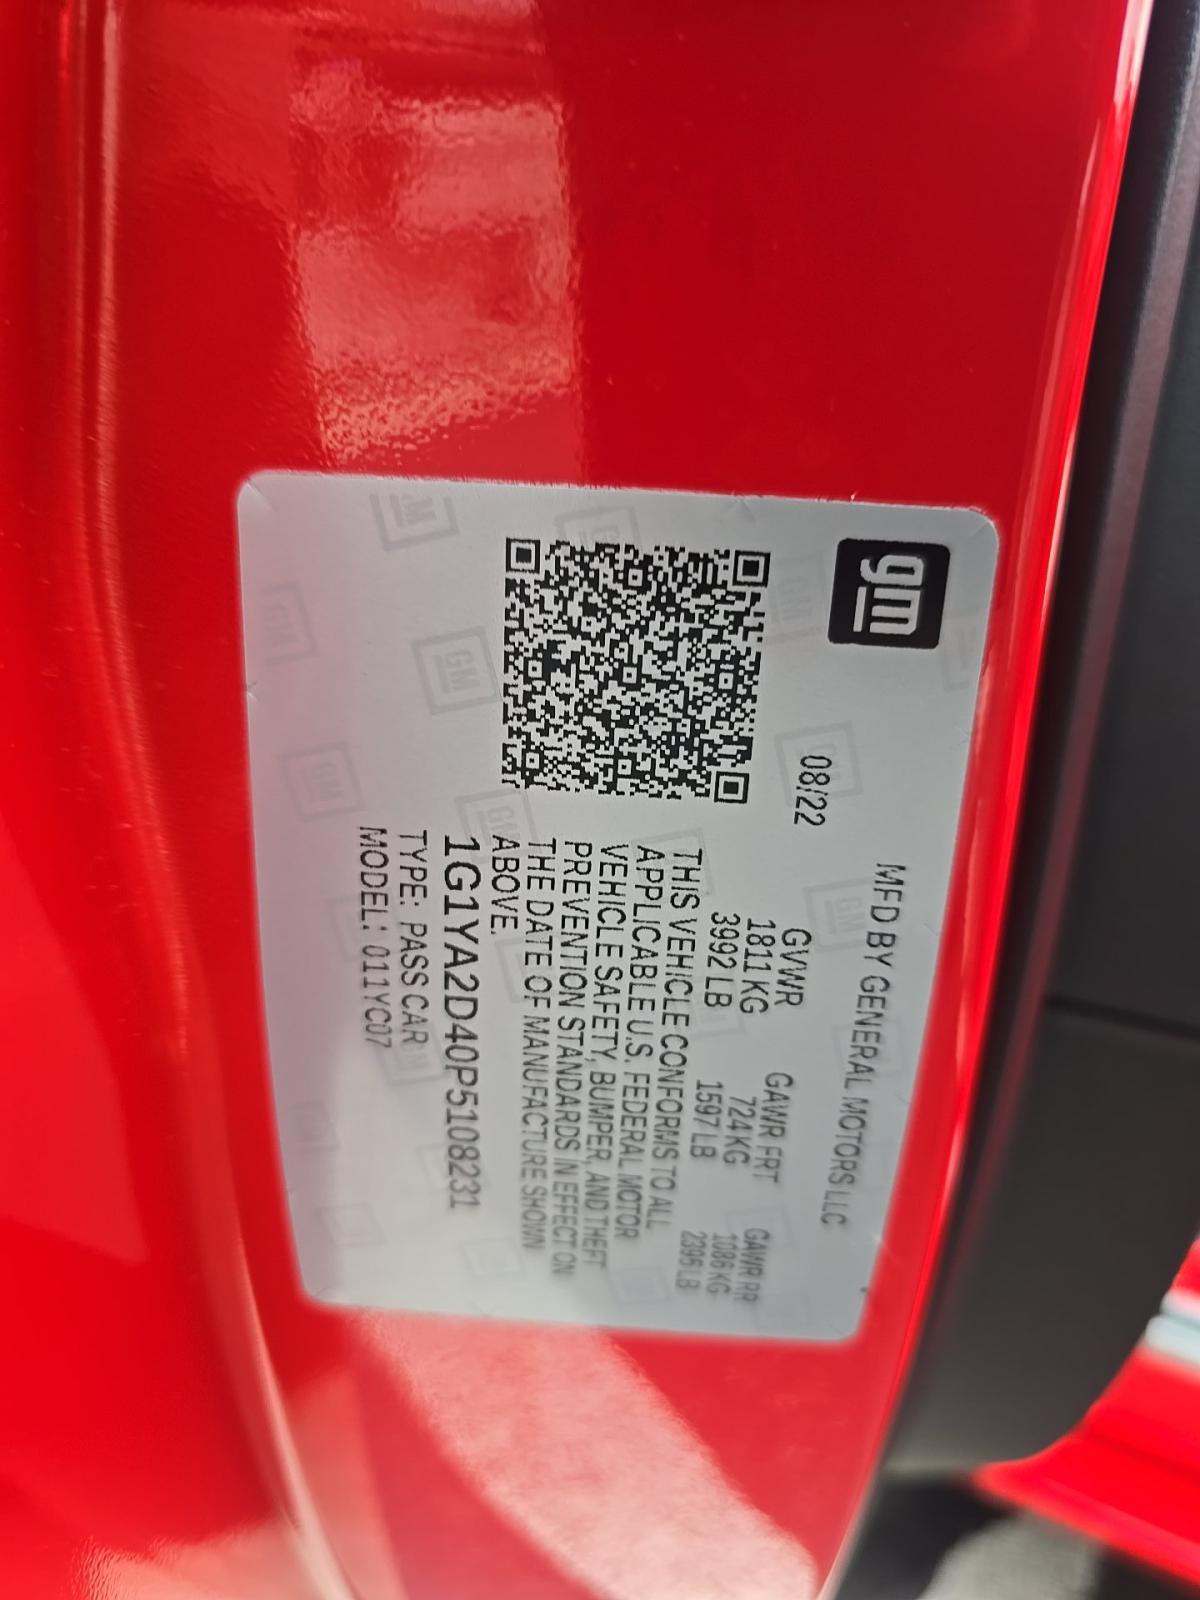 gm
MFD BY GENERAL MOTORS LLC
08/22
GVWR GAWR FRT GAWR RR
1811 KG 724 KG 1086 KG
3992 LB 1597 LB 2395 LB
THIS VEHICLE CONFORMS TO ALL
APPLICABLE U.S. FEDERAL MOTOR
VEHICLE SAFETY, BUMPER, AND THEFT
PREVENTION STANDARDS IN EFFECT ON
THE DATE OF MANUFACTURE SHOWN
ABOVE.
1G1YA2D40P5108231
TYPE: PASS CAR
MODEL: 011YC07